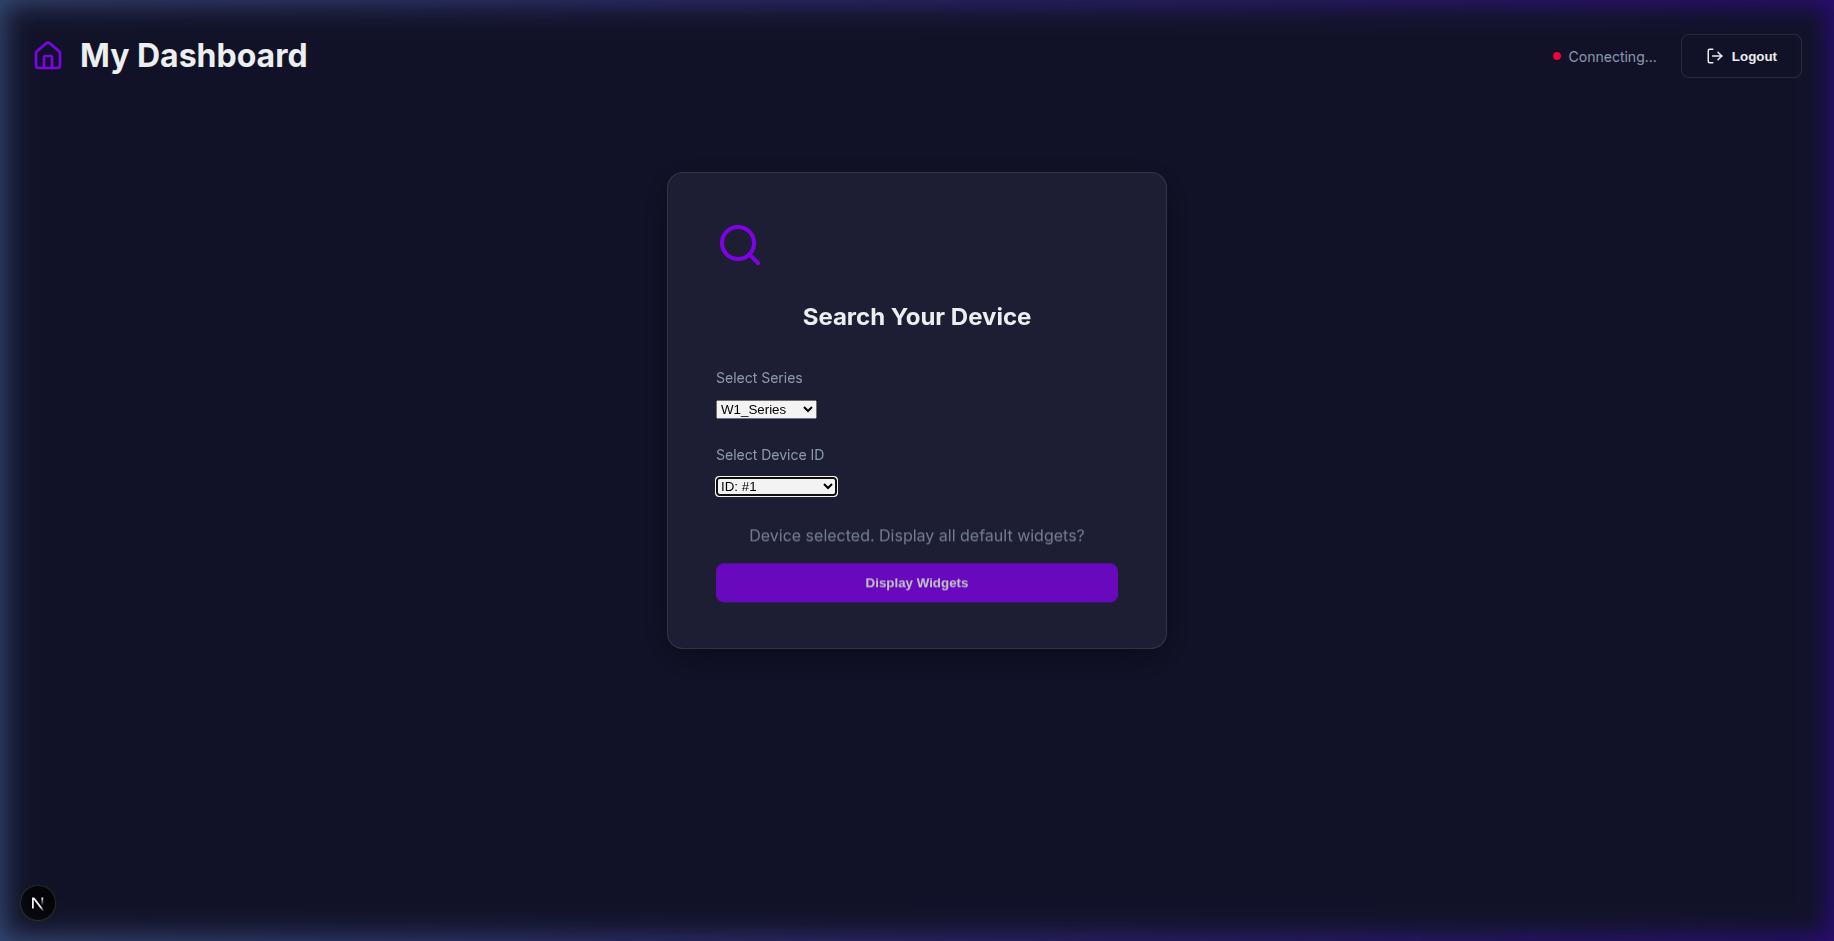 My Dashboard
Connecting...
Logout
Search Your Device
Select Series
W1_Series
Select Device ID
ID: #1
Device selected. Display all default widgets?
Display Widgets
N